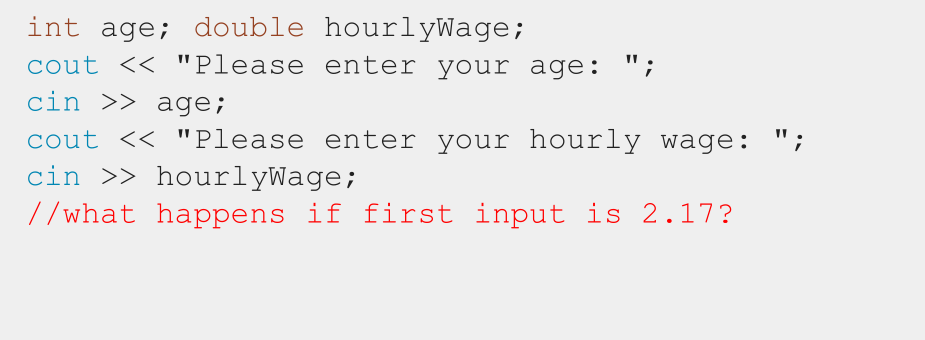 int age; double hourlyWage;
cout << "Please enter your age: ";
cin >> age;
cout << "Please enter your hourly wage: ";
cin >> hourlyWage;
//what happens if first input is 2.17?